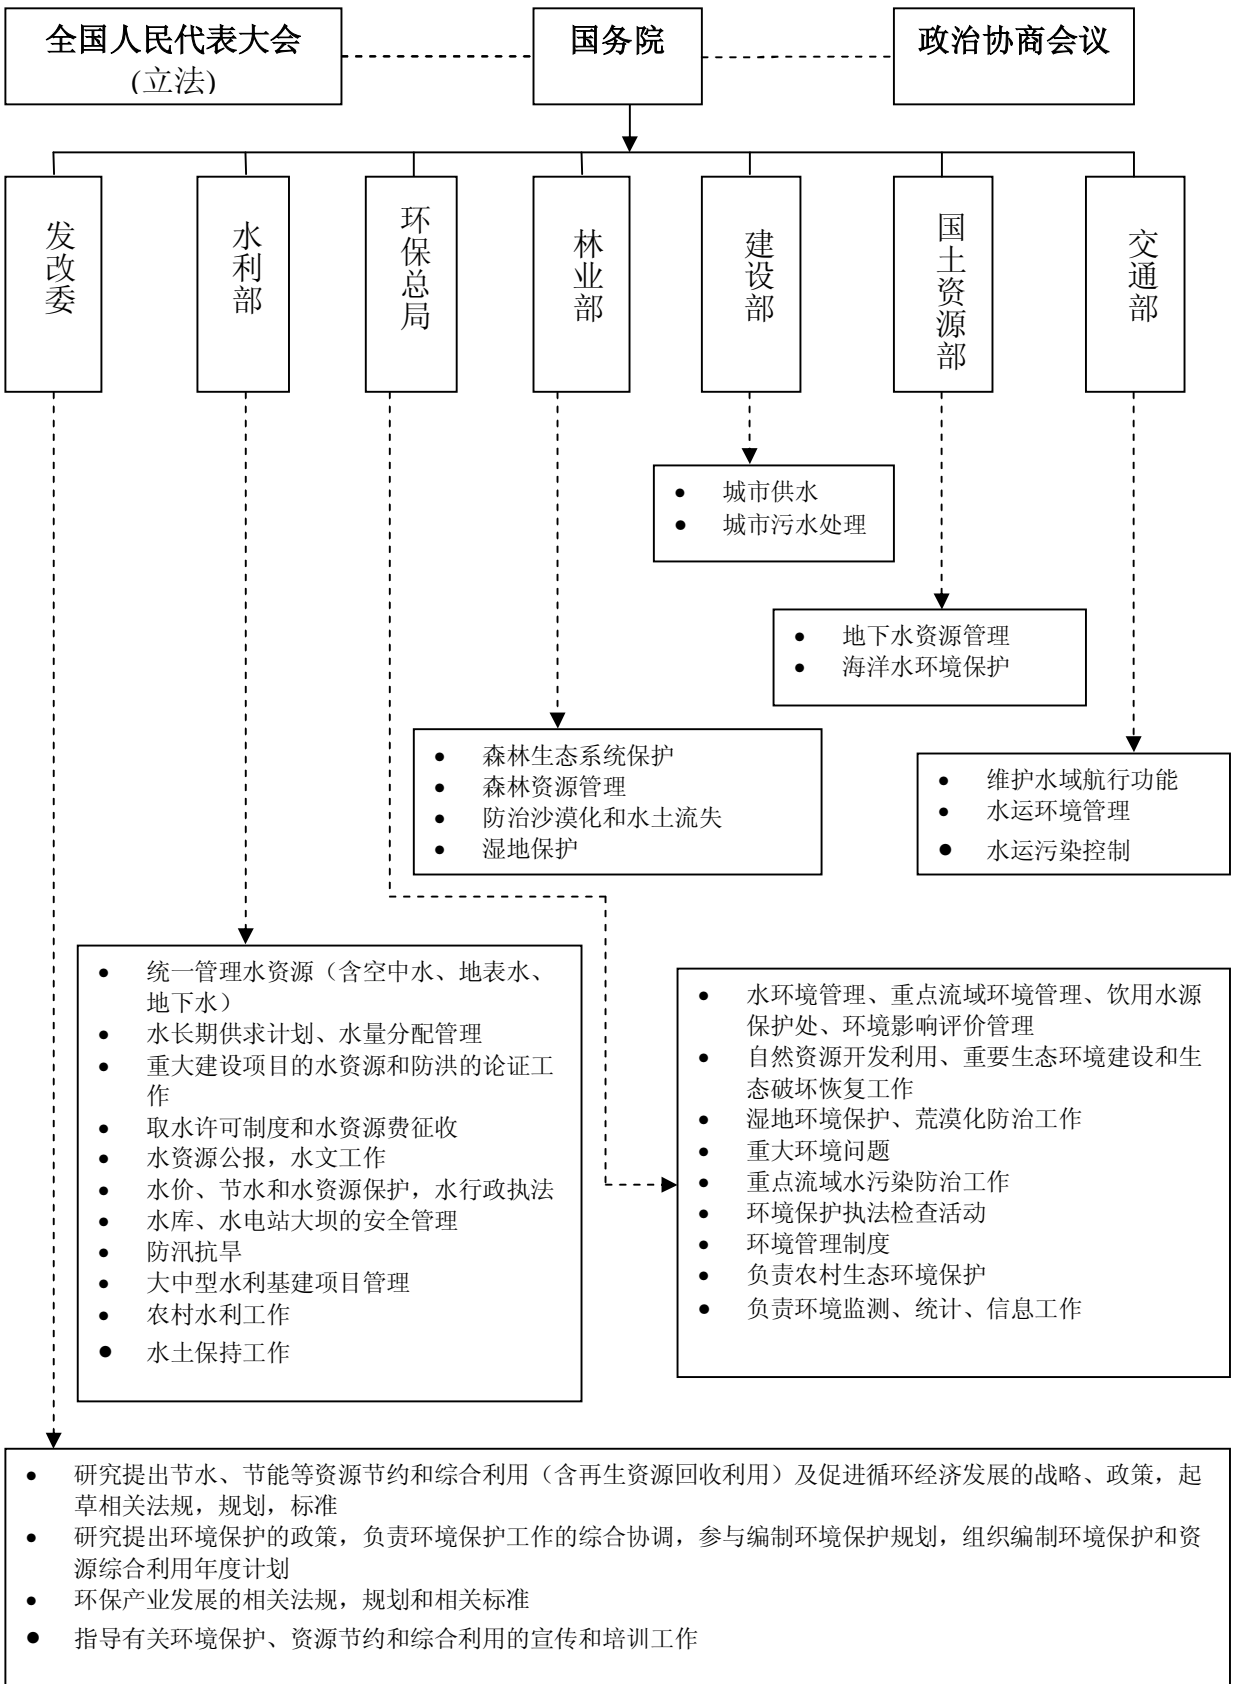 全国人民代表大会
(立法)
国务院
政治协商会议
发改委
水利部
环保总局
林业部
建设部
国土资源部
交通部
● 城市供水
● 城市污水处理
● 地下水资源管理
● 海洋水环境保护
● 森林生态系统保护
● 森林资源管理
● 防治沙漠化和水土流失
● 湿地保护
● 维护水域航行功能
● 水运环境管理
● 水运污染控制
● 统一管理水资源（含空中水、地表水、
地下水）
● 水长期供求计划、水量分配管理
● 重大建设项目的水资源和防洪的论证工
作
● 取水许可制度和水资源费征收
● 水资源公报，水文工作
● 水价、节水和水资源保护，水行政执法
● 水库、水电站大坝的安全管理
● 防汛抗旱
● 大中型水利基建项目管理
● 农村水利工作
● 水土保持工作
● 水环境管理、重点流域环境管理、饮用水源
保护处、环境影响评价管理
● 自然资源开发利用、重要生态环境建设和生
态破坏恢复工作
● 湿地环境保护、荒漠化防治工作
● 重大环境问题
● 重点流域水污染防治工作
● 环境保护执法检查活动
● 环境管理制度
● 负责农村生态环境保护
● 负责环境监测、统计、信息工作
● 研究提出节水、节能等资源节约和综合利用（含再生资源回收利用）及促进循环经济发展的战略、政策，起
草相关法规，规划，标准
● 研究提出环境保护的政策，负责环境保护工作的综合协调，参与编制环境保护规划，组织编制环境保护和资
源综合利用年度计划
● 环保产业发展的相关法规，规划和相关标准
● 指导有关环境保护、资源节约和综合利用的宣传和培训工作